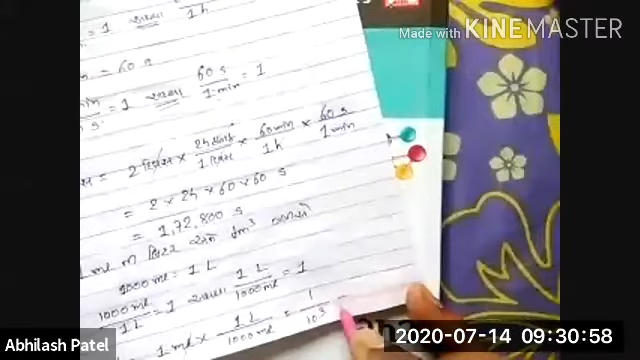 Made with KINEMASTER
= 1 અથવા /1h
= 60 s
= 1 અથવા 60 s/1 min = 1
= 2 દિવસ × 24 કલાક/1 દિવસ × 60 min/1h × 60 s/1 min
= 2 × 24 × 60 × 60 s
= 1,72,800 s
1 ml ને લિટર અને dm³
1000 ml = 1 L
1000 ml/1 L = 1 અથવા 1 L/1000 ml = 1
1 ml × 1 L/1000 ml = 1/10³
Abhilash Patel
2020-07-14 09:30:58